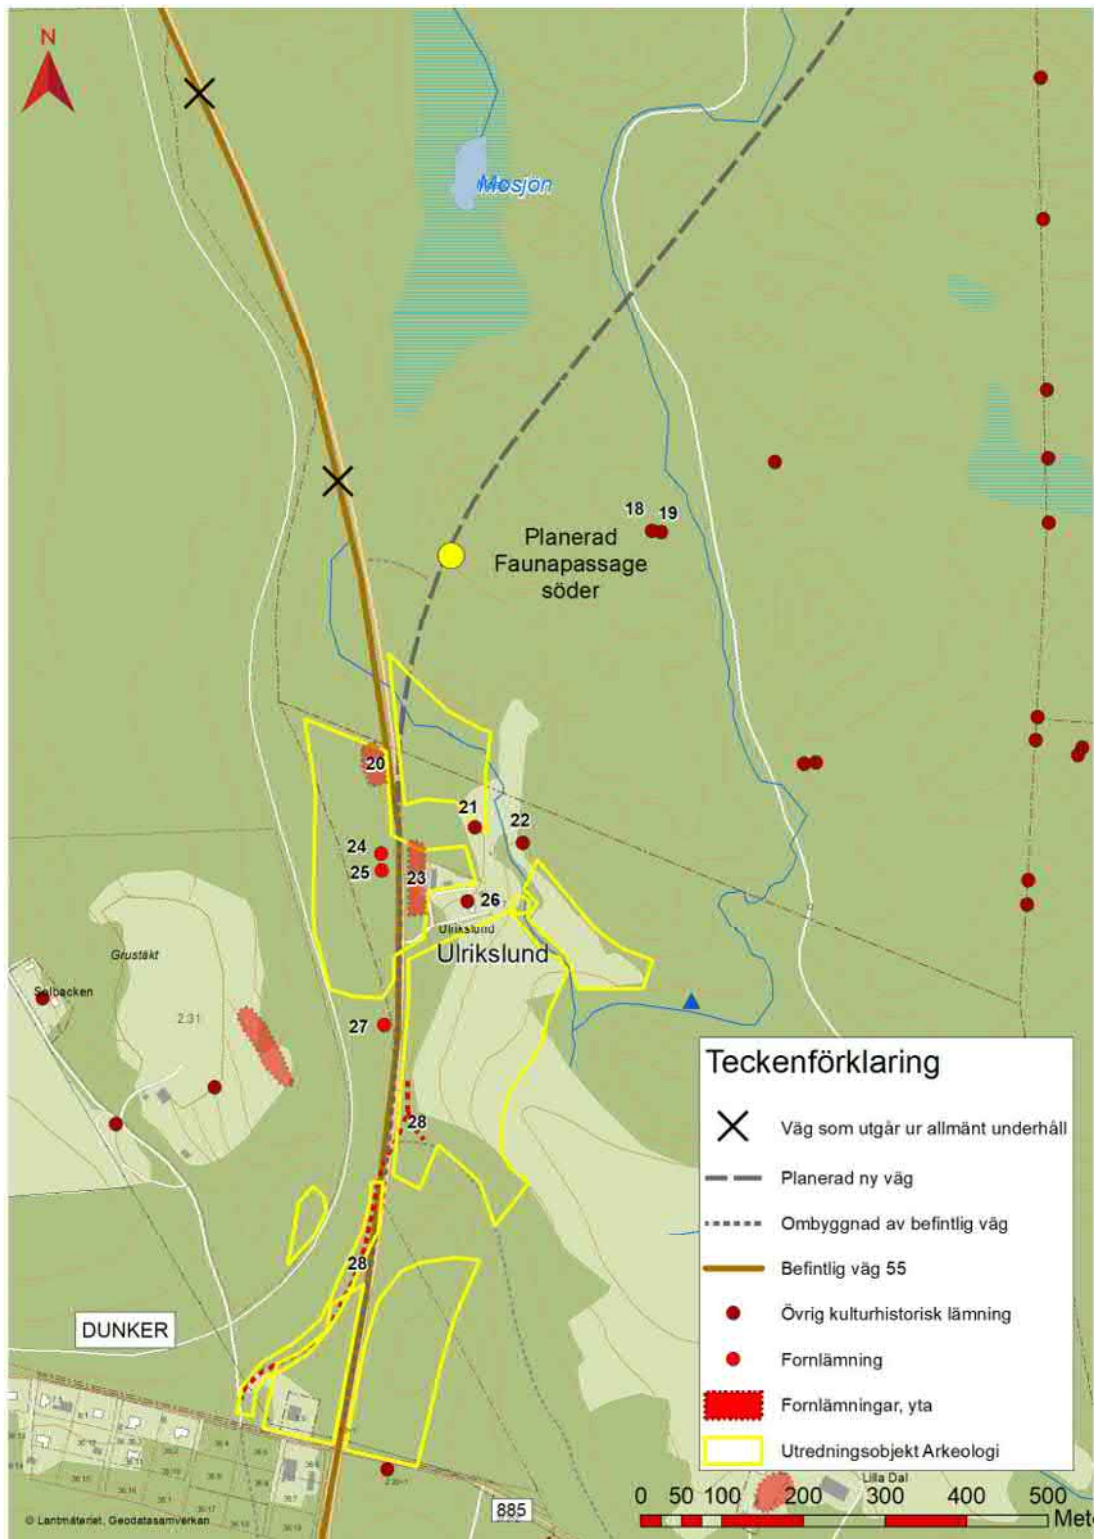 N
Mosjön
18
19
Planerad
Faunapassage
söder
20
21
22
24
25
23
26
Ulrikslund
Ulrikslund
Grustäkt
Solbacken
2:31
27
28
28
DUNKER
885
Lilla Dal
Teckenförklaring
Väg som utgår ur allmänt underhåll
Planerad ny väg
Ombyggnad av befintlig väg
Befintlig väg 55
Övrig kulturhistorisk lämning
Fornlämning
Fornlämningar, yta
Utredningsobjekt Arkeologi
0 50 100 200 300 400 500
Mete
© Lantmäteriet, Geodatasamverkan